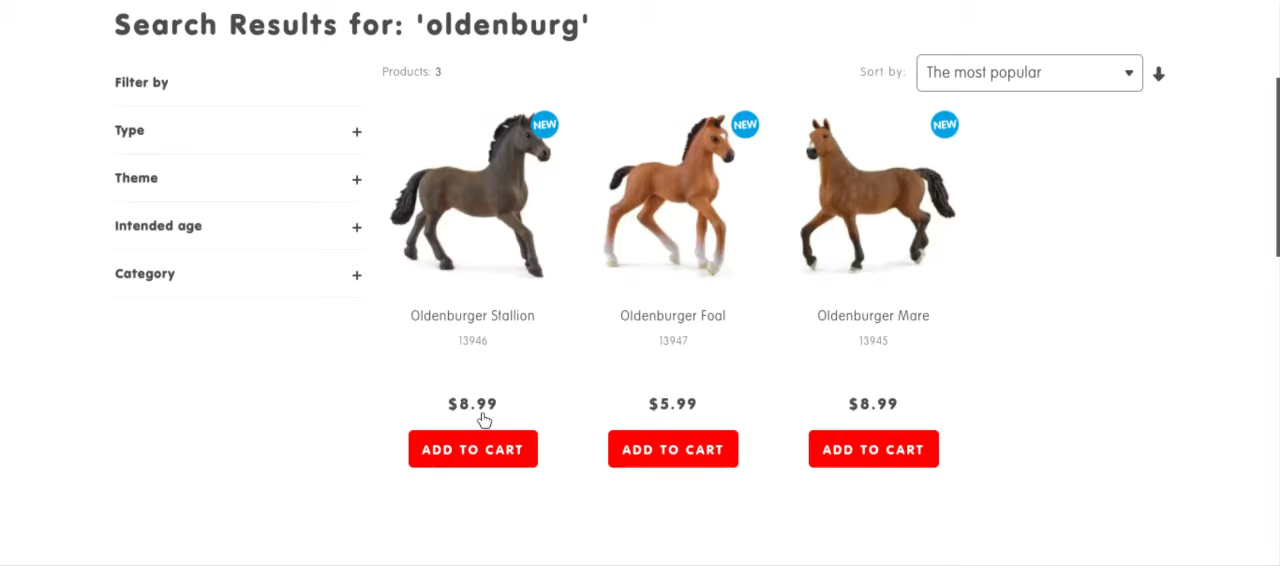 Search Results for: 'oldenburg'
Filter by
Products: 3
Sort by:
The most popular
Type
+
Theme
+
Intended age
+
Category
+
NEW
NEW
NEW
Oldenburger Stallion
Oldenburger Foal
Oldenburger Mare
13946
13947
13945
$8.99
$5.99
$8.99
ADD TO CART
ADD TO CART
ADD TO CART